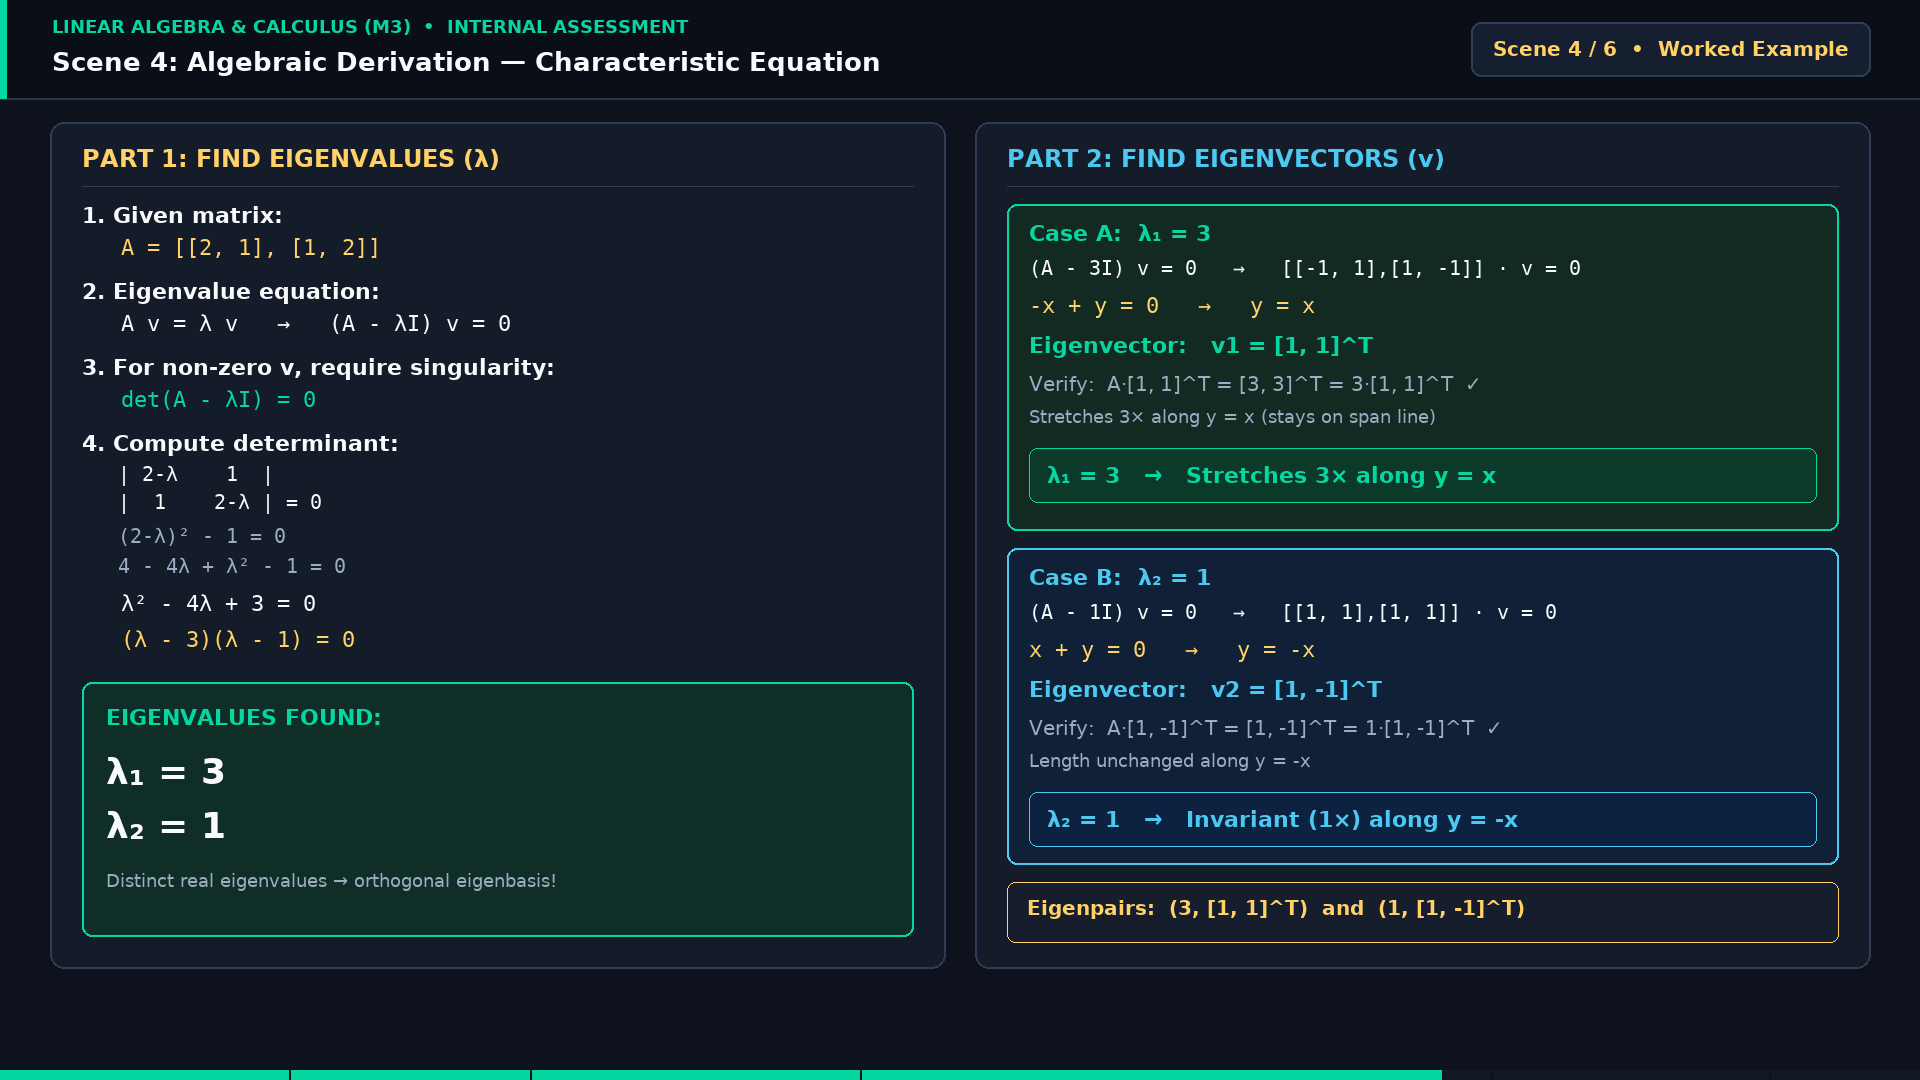 LINEAR ALGEBRA & CALCULUS (M3)  •  INTERNAL ASSESSMENT
Scene 4: Algebraic Derivation — Characteristic Equation
Scene 4 / 6  •  Worked Example
PART 1: FIND EIGENVALUES (λ)
1. Given matrix:
A = [[2, 1], [1, 2]]
2. Eigenvalue equation:
A v = λ v   →   (A - λI) v = 0
3. For non-zero v, require singularity:
det(A - λI) = 0
4. Compute determinant:
| 2-λ    1  |
|  1    2-λ | = 0
(2-λ)² - 1 = 0
4 - 4λ + λ² - 1 = 0
λ² - 4λ + 3 = 0
(λ - 3)(λ - 1) = 0
EIGENVALUES FOUND:
λ₁ = 3
λ₂ = 1
Distinct real eigenvalues → orthogonal eigenbasis!
PART 2: FIND EIGENVECTORS (v)
Case A:  λ₁ = 3
(A - 3I) v = 0   →   [[-1, 1],[1, -1]] · v = 0
-x + y = 0   →   y = x
Eigenvector:   v1 = [1, 1]^T
Verify:  A·[1, 1]^T = [3, 3]^T = 3·[1, 1]^T  ✓
Stretches 3× along y = x (stays on span line)
λ₁ = 3   →   Stretches 3× along y = x
Case B:  λ₂ = 1
(A - 1I) v = 0   →   [[1, 1],[1, 1]] · v = 0
x + y = 0   →   y = -x
Eigenvector:   v2 = [1, -1]^T
Verify:  A·[1, -1]^T = [1, -1]^T = 1·[1, -1]^T  ✓
Length unchanged along y = -x
λ₂ = 1   →   Invariant (1×) along y = -x
Eigenpairs:  (3, [1, 1]^T)  and  (1, [1, -1]^T)